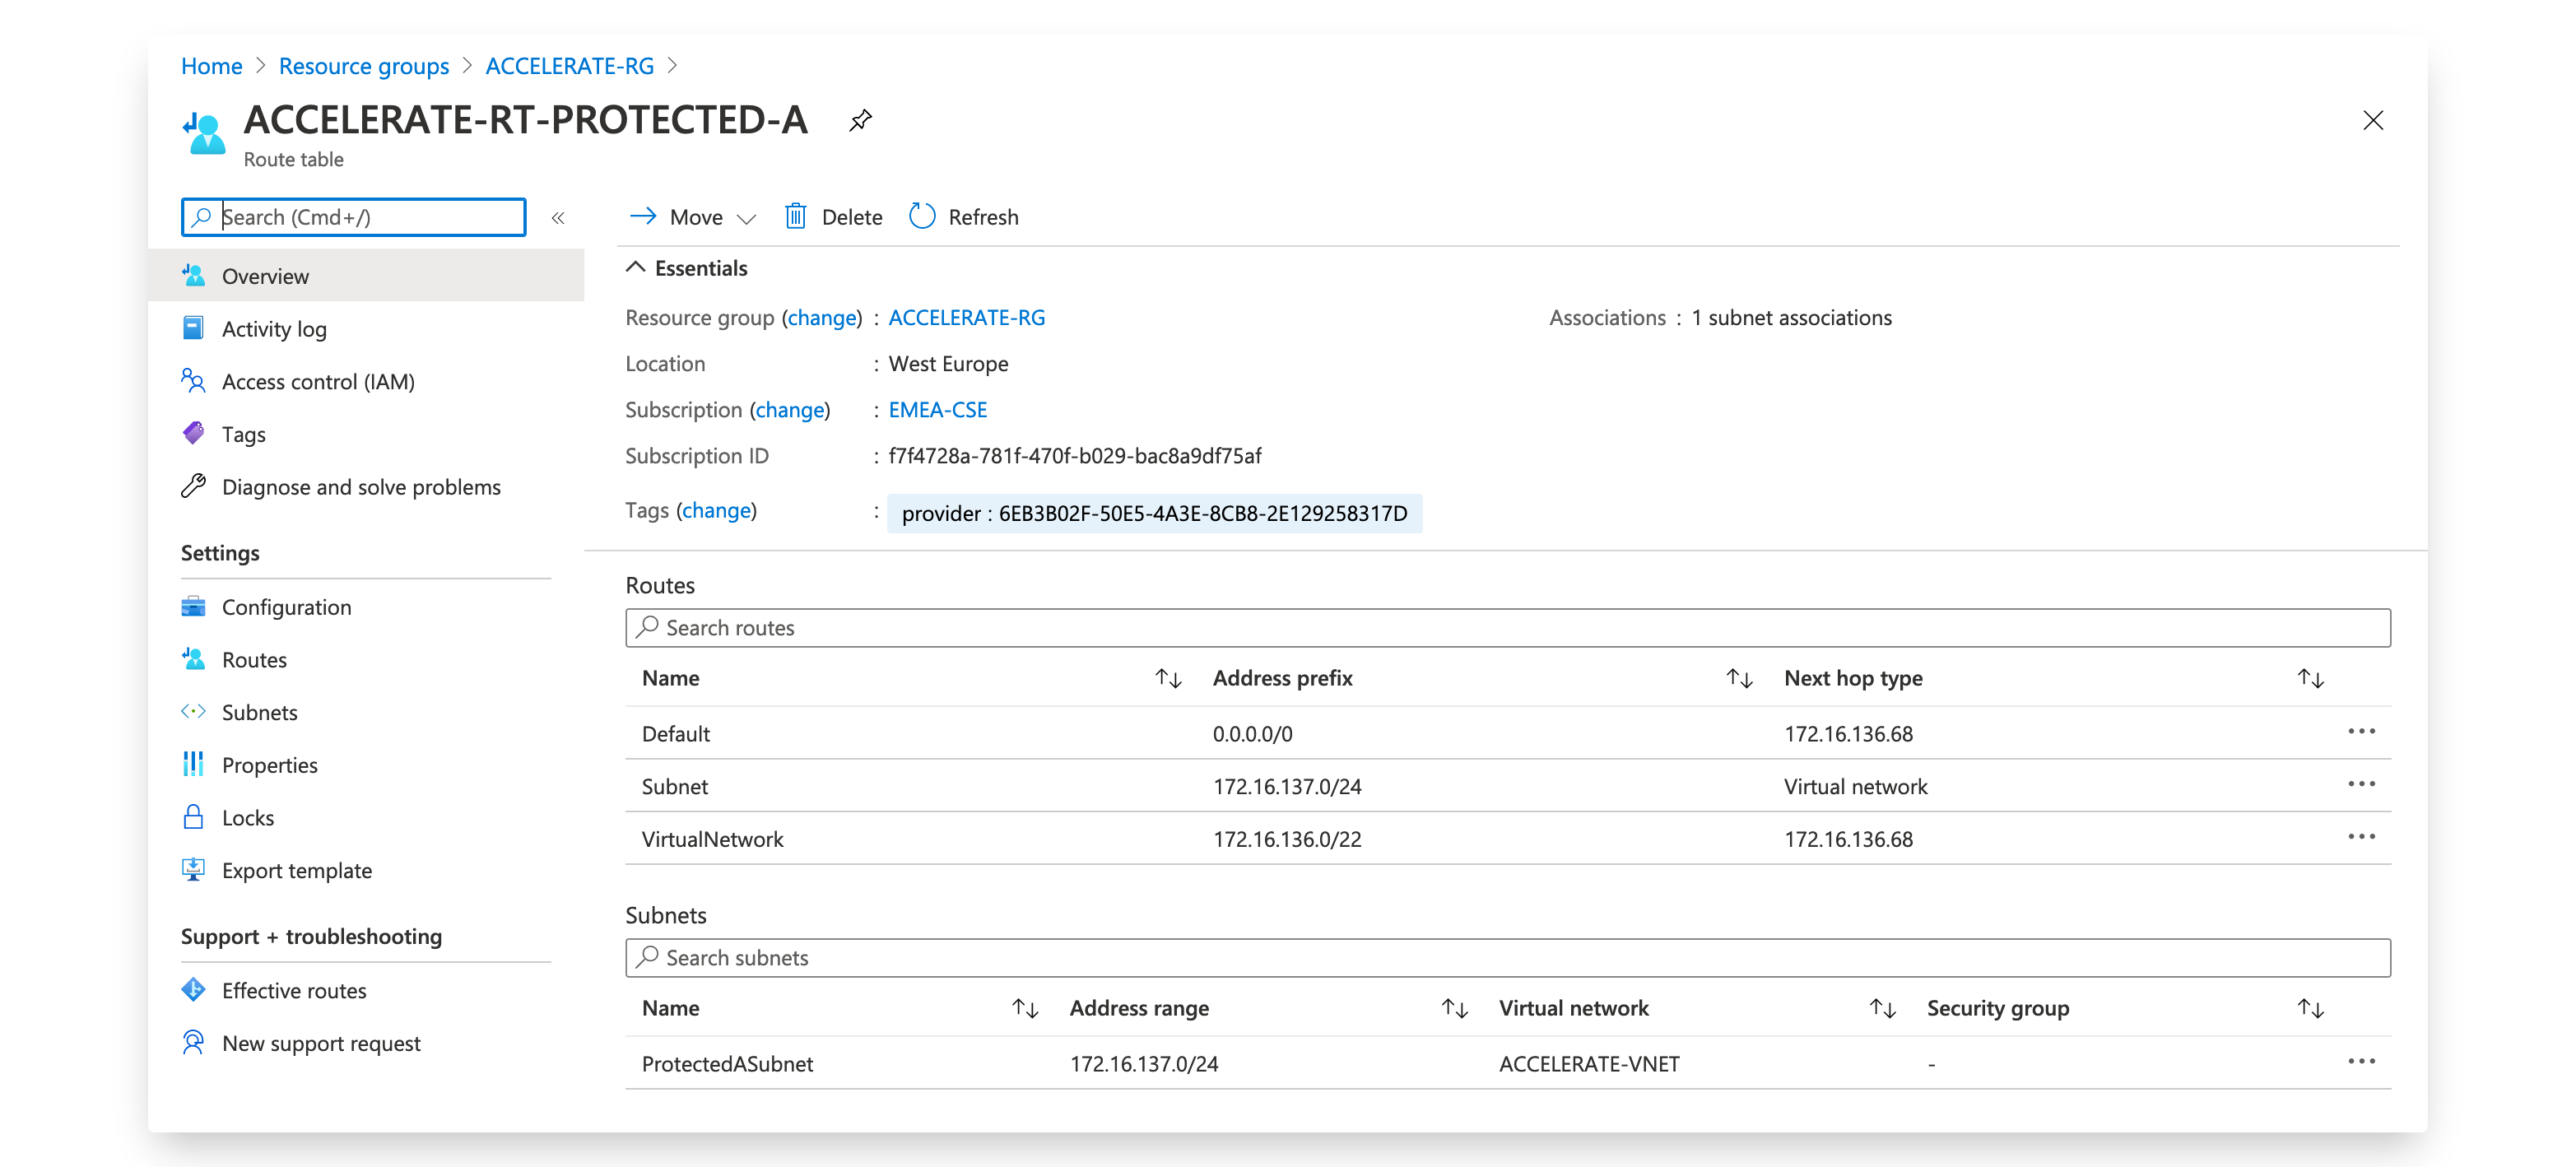 Home > Resource groups > ACCELERATE-RG >
ACCELERATE-RT-PROTECTED-A
Route table
Search (Cmd+/)
«
Move Delete Refresh
Overview
Activity log
Access control (IAM)
Tags
Diagnose and solve problems
Settings
Configuration
Routes
Subnets
Properties
Locks
Export template
Support + troubleshooting
Effective routes
New support request
Essentials
Resource group (change) : ACCELERATE-RG
Associations : 1 subnet associations
Location : West Europe
Subscription (change) : EMEA-CSE
Subscription ID : f7f4728a-781f-470f-b029-bac8a9df75af
Tags (change) : provider : 6EB3B02F-50E5-4A3E-8CB8-2E129258317D
Routes
Search routes
Name Address prefix Next hop type
Default 0.0.0.0/0 172.16.136.68 ...
Subnet 172.16.137.0/24 Virtual network ...
VirtualNetwork 172.16.136.0/22 172.16.136.68 ...
Subnets
Search subnets
Name Address range Virtual network Security group
ProtectedASubnet 172.16.137.0/24 ACCELERATE-VNET - ...